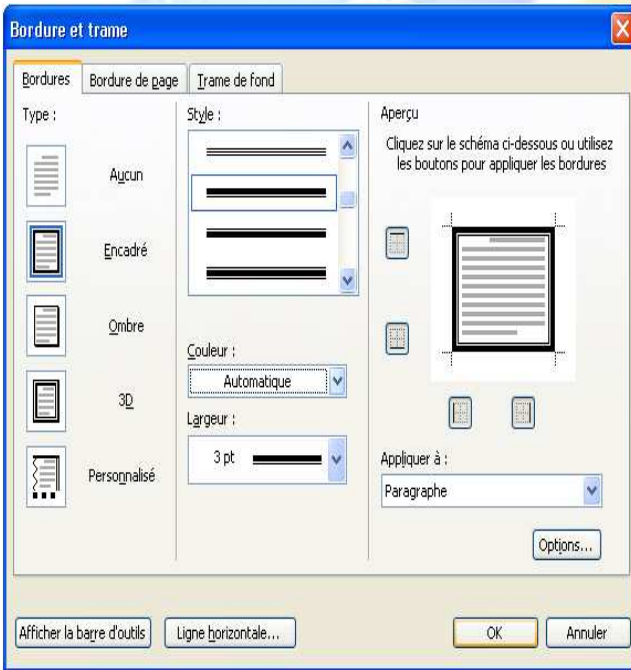 Bordure et trame
Bordures
Bordure de page
Trame de fond
Type :
Aucun
Encadré
Ombre
3D
Personnalisé
Style :
Couleur :
Automatique
Largeur :
3 pt
Aperçu
Cliquez sur le schéma ci-dessous ou utilisez
les boutons pour appliquer les bordures
Appliquer à :
Paragraphe
Options...
Afficher la barre d'outils
Ligne horizontale...
OK
Annuler